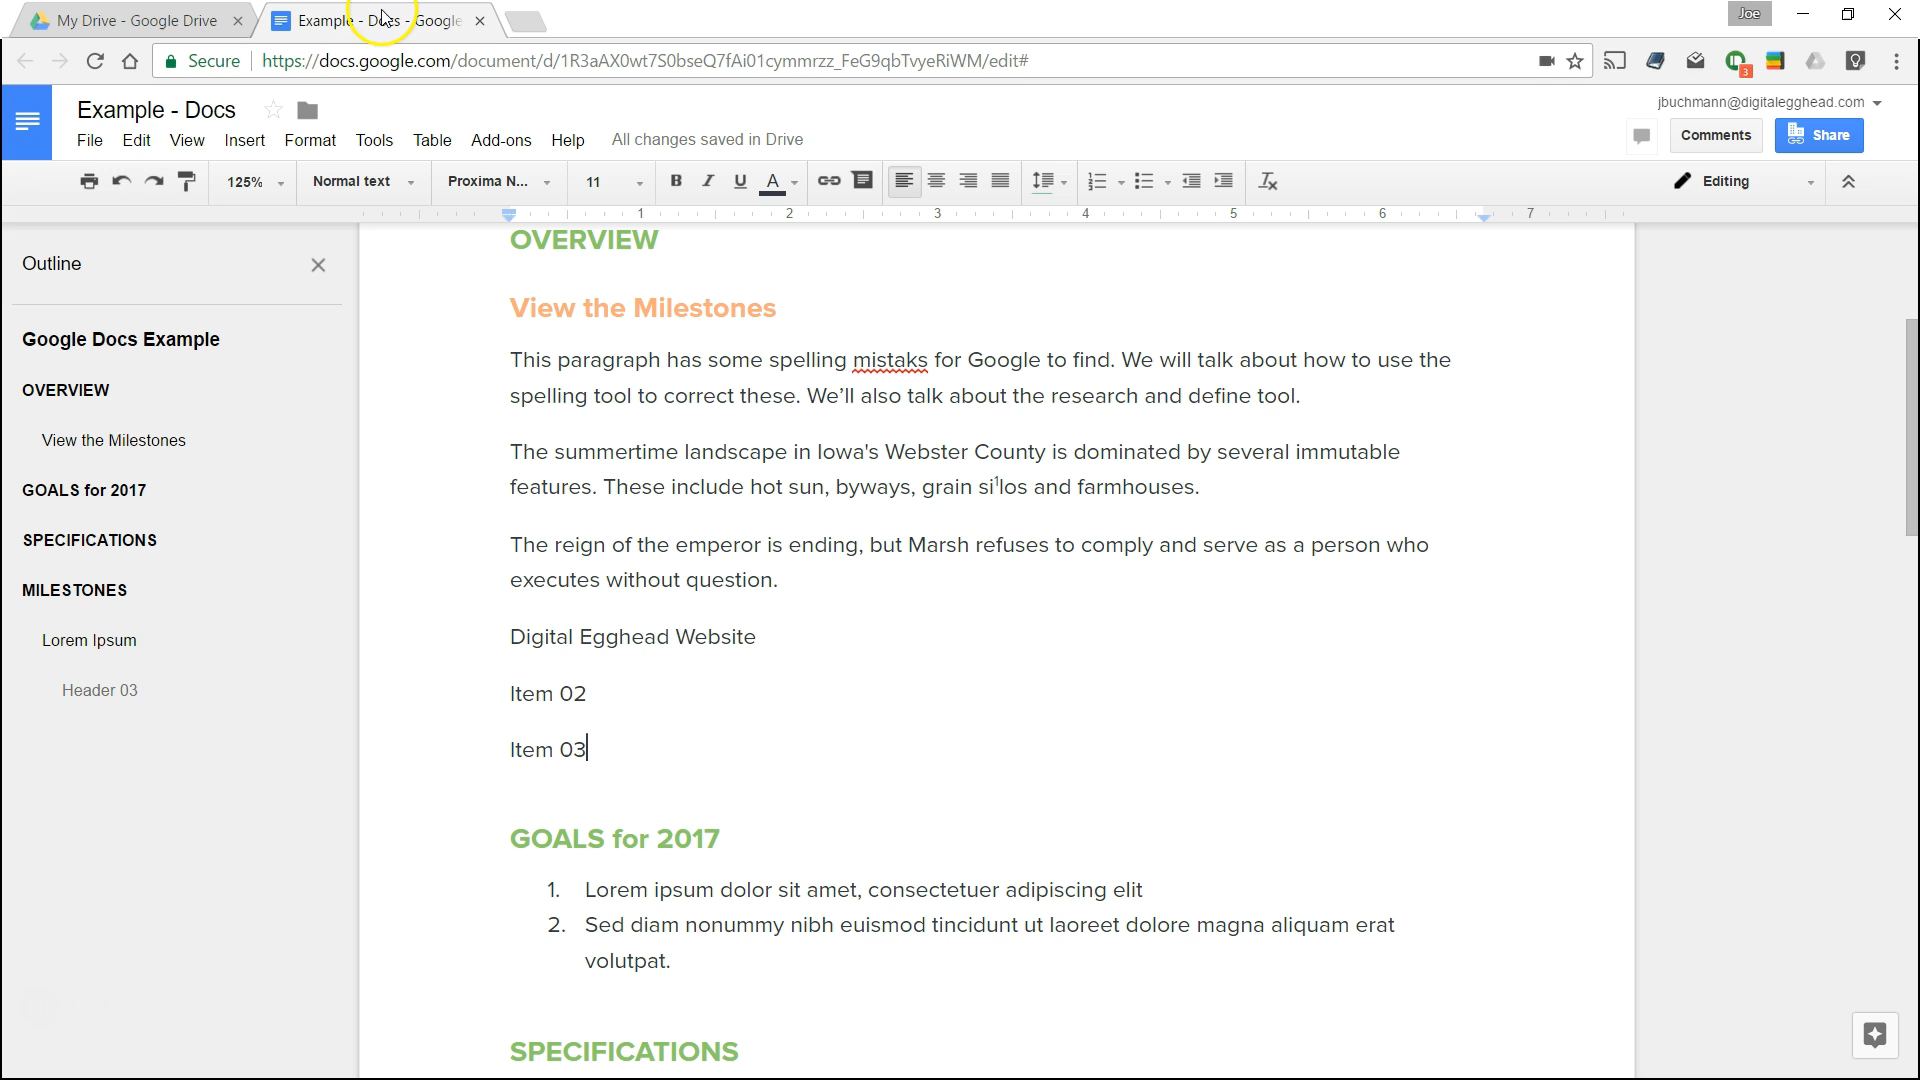 My Drive - Google Drive
Example - Docs - Google
Joe
Secure
https://docs.google.com/document/d/1R3aAX0wt7S0bseQ7fAi01cymmrzz_FeG9qbTvyeRiWM/edit#
3
Example - Docs
jbuchmann@digitalegghead.com
File Edit View Insert Format Tools Table Add-ons Help All changes saved in Drive
Comments
Share
125% Normal text Proxima N... 11 B I U A Editing
1 2 3 4 5 6 7
Outline
Google Docs Example
OVERVIEW
View the Milestones
GOALS for 2017
SPECIFICATIONS
MILESTONES
Lorem Ipsum
Header 03
OVERVIEW
View the Milestones
This paragraph has some spelling mistaks for Google to find. We will talk about how to use the
spelling tool to correct these. We’ll also talk about the research and define tool.
The summertime landscape in Iowa's Webster County is dominated by several immutable
features. These include hot sun, byways, grain si¹los and farmhouses.
The reign of the emperor is ending, but Marsh refuses to comply and serve as a person who
executes without question.
Digital Egghead Website
Item 02
Item 03
GOALS for 2017
1. Lorem ipsum dolor sit amet, consectetuer adipiscing elit
2. Sed diam nonummy nibh euismod tincidunt ut laoreet dolore magna aliquam erat
volutpat.
SPECIFICATIONS